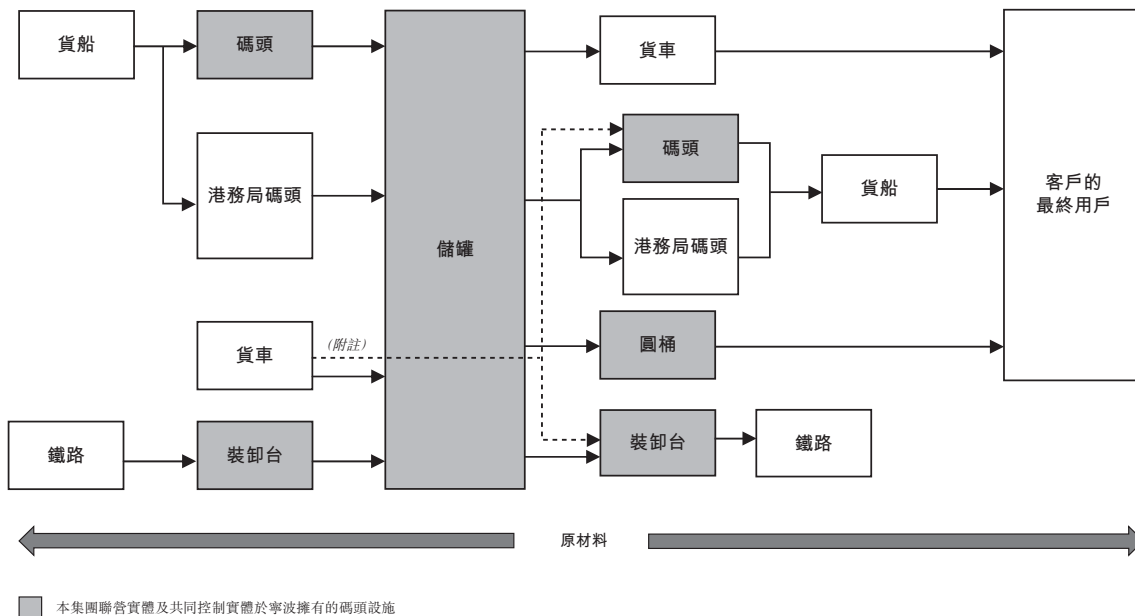 貨船
碼頭
貨車
碼頭
港務局碼頭
貨船
客戶的
最終用戶
儲罐
港務局碼頭
貨車
(附註)
圓桶
鐵路
裝卸台
裝卸台
鐵路
原材料
本集團聯營實體及共同控制實體於寧波擁有的碼頭設施